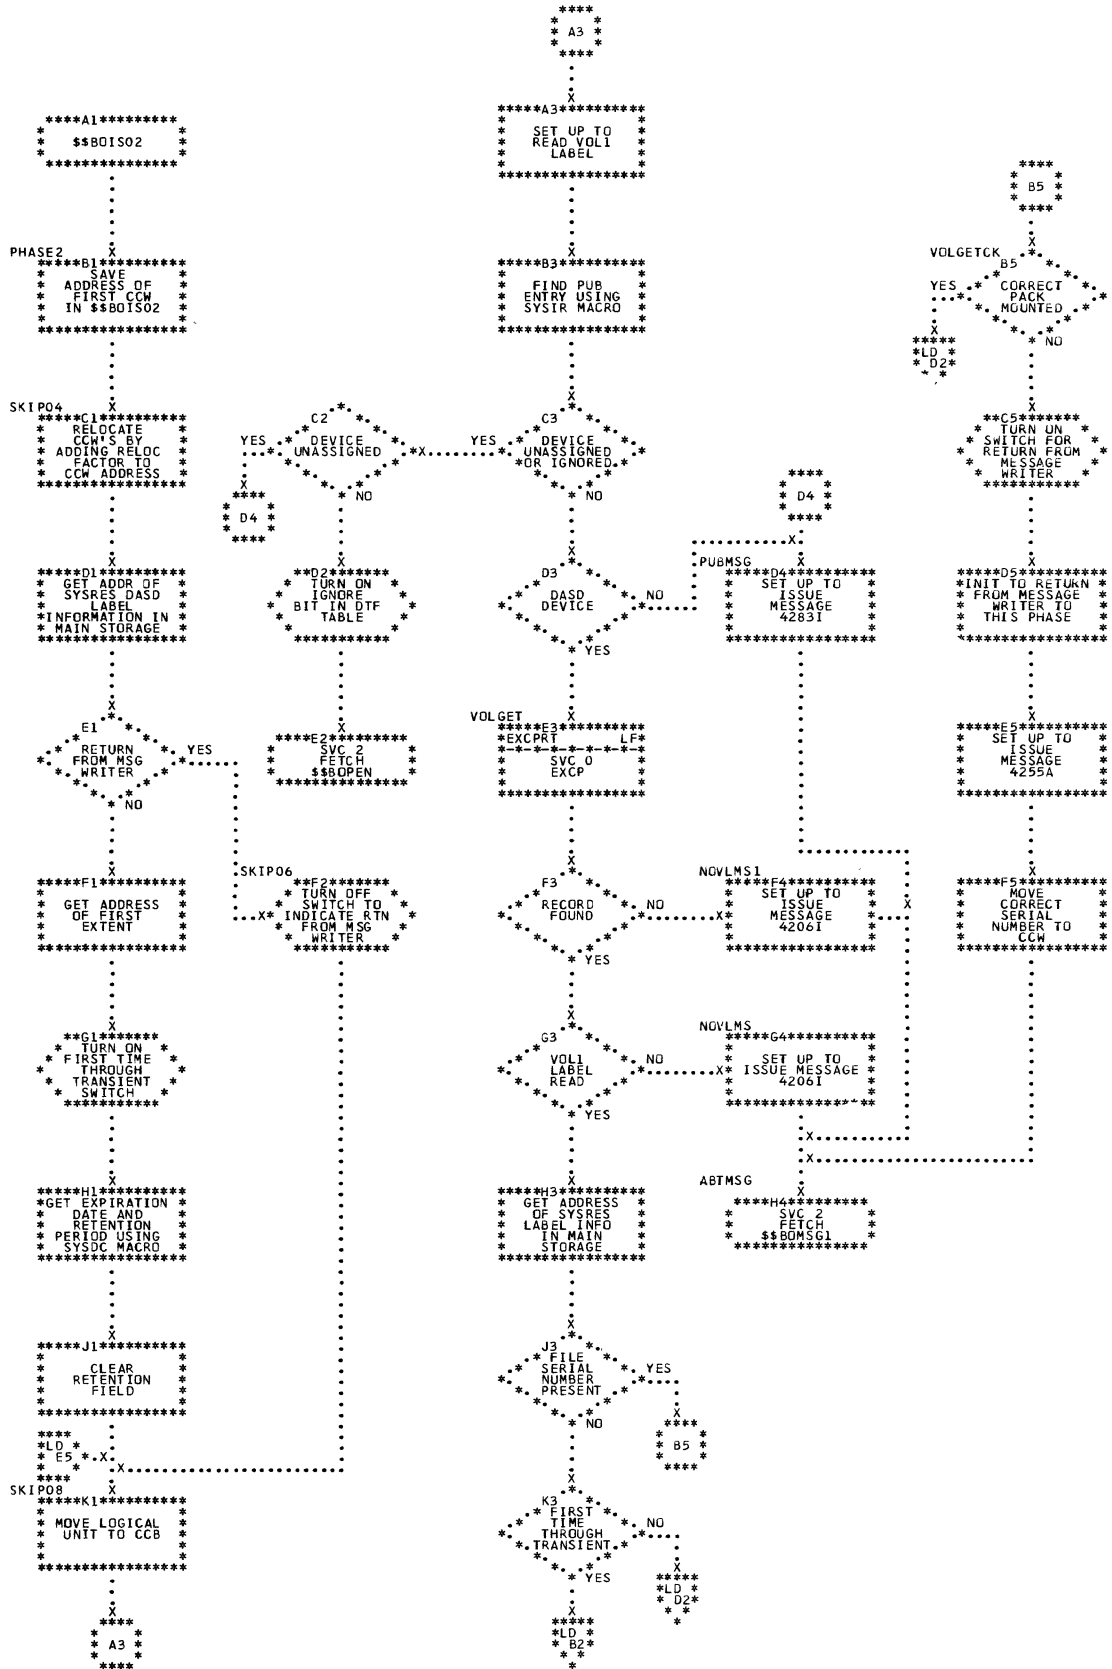 A1
$$BOIS02
PHASE2
B1
SAVE
ADDRESS OF
FIRST CCW
IN $$BOIS02
SKIP04
C1
RELOCATE
CCW'S BY
ADDING RELOC
FACTOR TO
CCW ADDRESS
D1
GET ADDR OF
SYSRES DASD
LABEL
INFORMATION IN
MAIN STORAGE
E1
RETURN
FROM MSG
WRITER
YES
NO
F1
GET ADDRESS
OF FIRST
EXTENT
G1
TURN ON
FIRST TIME
THROUGH
TRANSIENT
SWITCH
H1
GET EXPIRATION
DATE AND
RETENTION
PERIOD USING
SYSDC MACRO
J1
CLEAR
RETENTION
FIELD
LD
E5
SKIP08
K1
MOVE LOGICAL
UNIT TO CCB
A3
C2
DEVICE
UNASSIGNED
YES
NO
D4
D2
TURN ON
IGNORE
BIT IN DTF
TABLE
E2
SVC 2
FETCH
$$BOPEN
SKIP06
F2
TURN OFF
SWITCH TO
INDICATE RTN
FROM MSG
WRITER
A3
A3
SET UP TO
READ VOL1
LABEL
B3
FIND PUB
ENTRY USING
SYSIR MACRO
C3
DEVICE
UNASSIGNED
OR IGNORED
YES
NO
D3
DASD
DEVICE
NO
YES
VOLGET
E3
EXCPRT LF
SVC 0
EXCP
F3
RECORD
FOUND
NO
YES
G3
VOL1
LABEL
READ
NO
YES
H3
GET ADDRESS
OF SYSRES
LABEL INFO
IN MAIN
STORAGE
J3
FILE
SERIAL
NUMBER
PRESENT
YES
NO
B5
K3
FIRST
TIME
THROUGH
TRANSIENT
NO
YES
LD
D2
LD
B2
D4
PUBMSG
D4
SET UP TO
ISSUE
MESSAGE
4283I
NOVLMS1
F4
SET UP TO
ISSUE
MESSAGE
4206I
NOVLMS
G4
SET UP TO
ISSUE MESSAGE
4206I
ABTMSG
H4
SVC 2
FETCH
$$BOMSG1
B5
VOLGETCK
B5
CORRECT
PACK
MOUNTED
YES
NO
LD
D2
C5
TURN ON
SWITCH FOR
RETURN FROM
MESSAGE
WRITER
D5
INIT TO RETURN
FROM MESSAGE
WRITER TO
THIS PHASE
E5
SET UP TO
ISSUE
MESSAGE
4255A
F5
MOVE
CORRECT
SERIAL
NUMBER TO
CCW